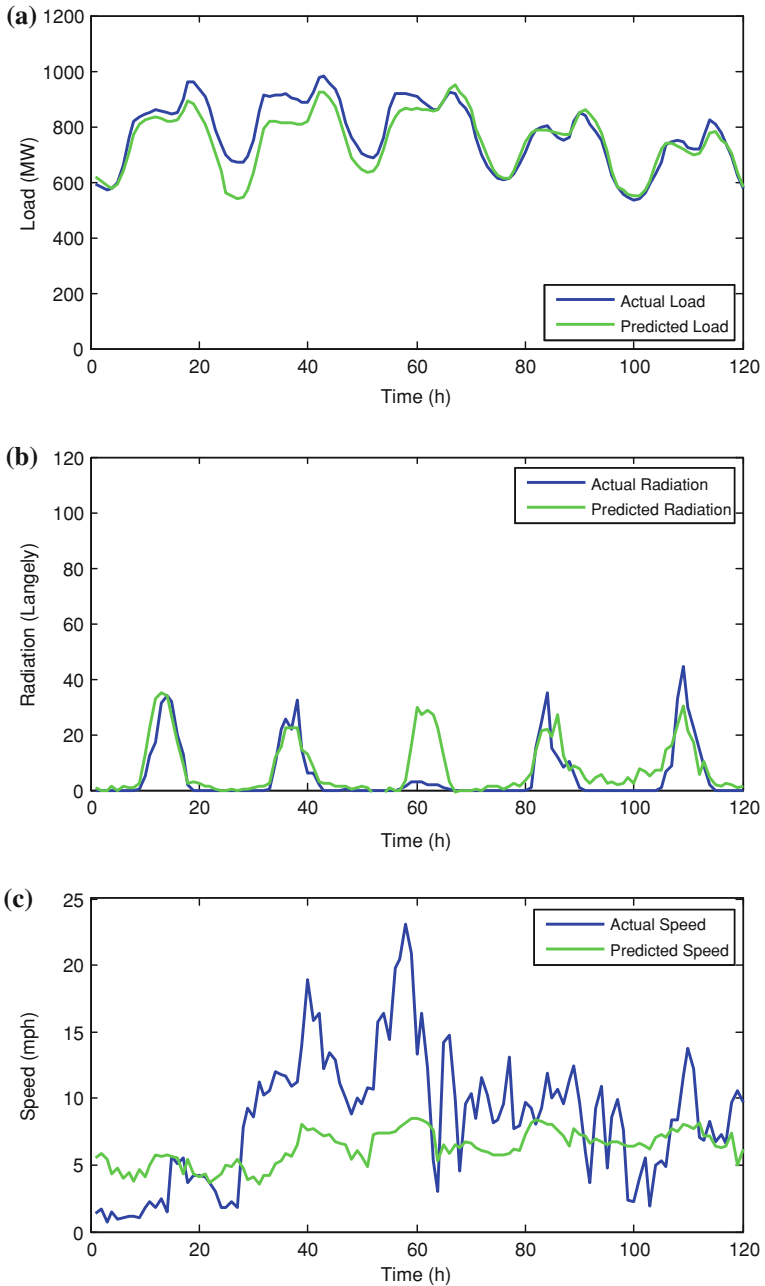 (a)
1200
1000
800
600
400
200
0
Load (MW)
Actual Load
Predicted Load
0 20 40 60 80 100 120
Time (h)
(b)
120
100
80
60
40
20
0
Radiation (Langely)
Actual Radiation
Predicted Radiation
0 20 40 60 80 100 120
Time (h)
(c)
25
20
15
10
5
0
Speed (mph)
Actual Speed
Predicted Speed
0 20 40 60 80 100 120
Time (h)